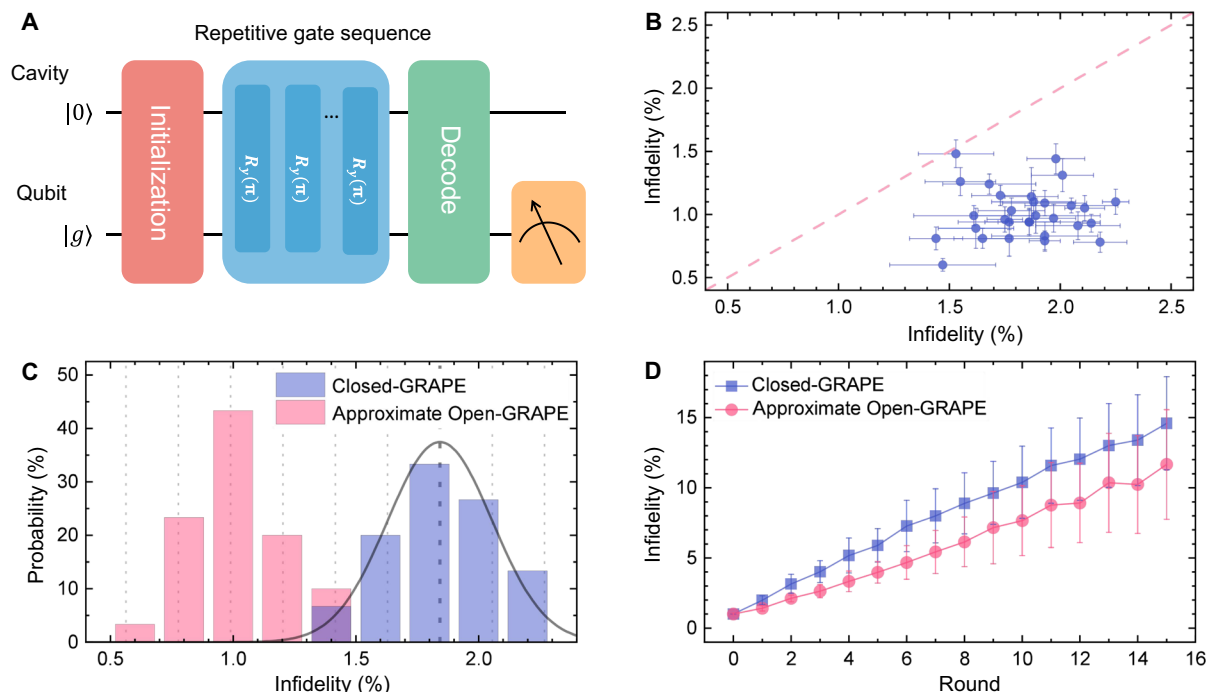 A
Repetitive gate sequence
Cavity
|0⟩
Qubit
|g⟩
Initialization
R_y(π)
R_y(π)
...
R_y(π)
Decode
B
Infidelity (%)
2.5
2.0
1.5
1.0
0.5
0.5 1.0 1.5 2.0 2.5
Infidelity (%)
C
Closed-GRAPE
Approximate Open-GRAPE
Probability (%)
50
40
30
20
10
0
0.5 1.0 1.5 2.0
Infidelity (%)
D
Closed-GRAPE
Approximate Open-GRAPE
Infidelity (%)
15
10
5
0
0 2 4 6 8 10 12 14 16
Round